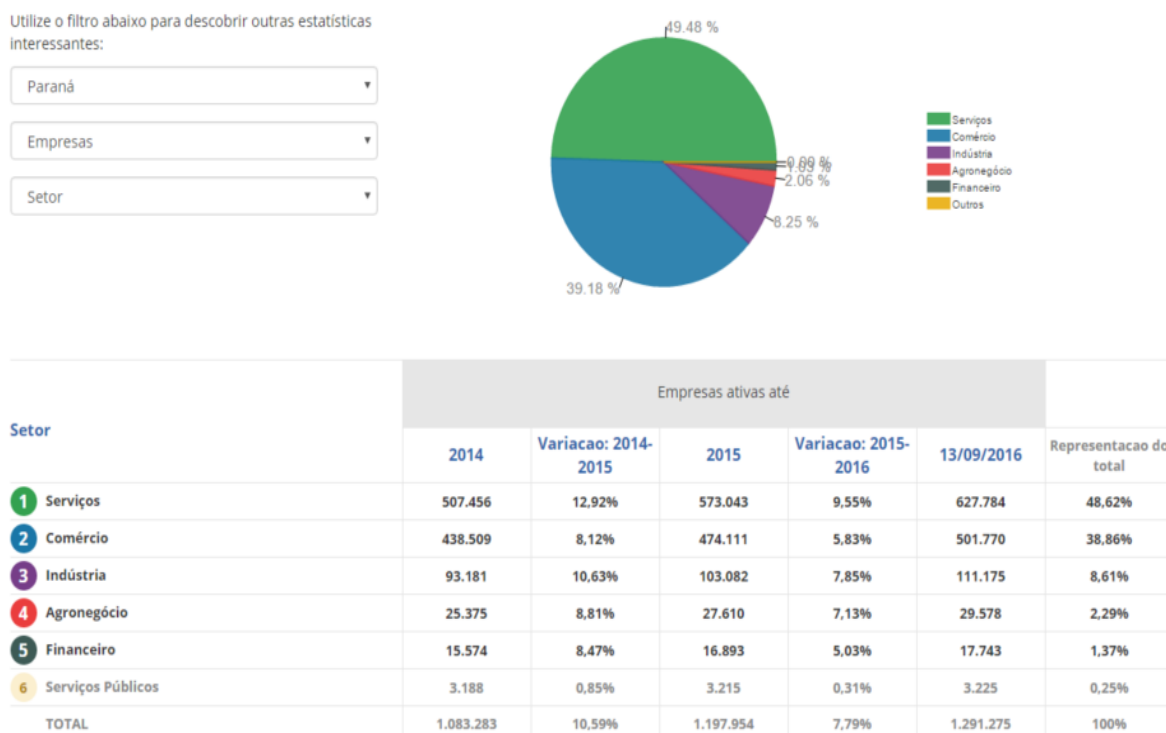 Utilize o filtro abaixo para descobrir outras estatísticas
interessantes:
Paraná
Empresas
Setor
49.48 %
0.00 %
1.03 %
2.06 %
8.25 %
39.18 %
Serviços
Comércio
Indústria
Agronegócio
Financeiro
Outros
Empresas ativas até
Setor
2014
Variacao: 2014-
2015
2015
Variacao: 2015-
2016
13/09/2016
Representacao do
total
1 Serviços 507.456 12,92% 573.043 9,55% 627.784 48,62%
2 Comércio 438.509 8,12% 474.111 5,83% 501.770 38,86%
3 Indústria 93.181 10,63% 103.082 7,85% 111.175 8,61%
4 Agronegócio 25.375 8,81% 27.610 7,13% 29.578 2,29%
5 Financeiro 15.574 8,47% 16.893 5,03% 17.743 1,37%
6 Serviços Públicos 3.188 0,85% 3.215 0,31% 3.225 0,25%
TOTAL 1.083.283 10,59% 1.197.954 7,79% 1.291.275 100%